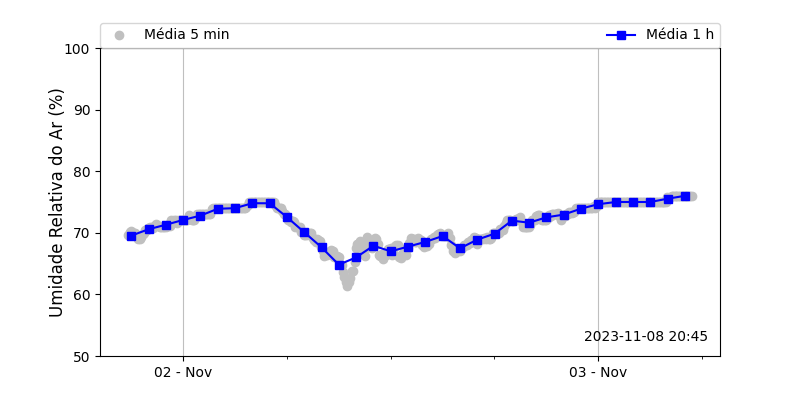 Média 5 min
Média 1 h
100
90
80
70
60
50
Umidade Relativa do Ar (%)
2023-11-08 20:45
02 - Nov
03 - Nov